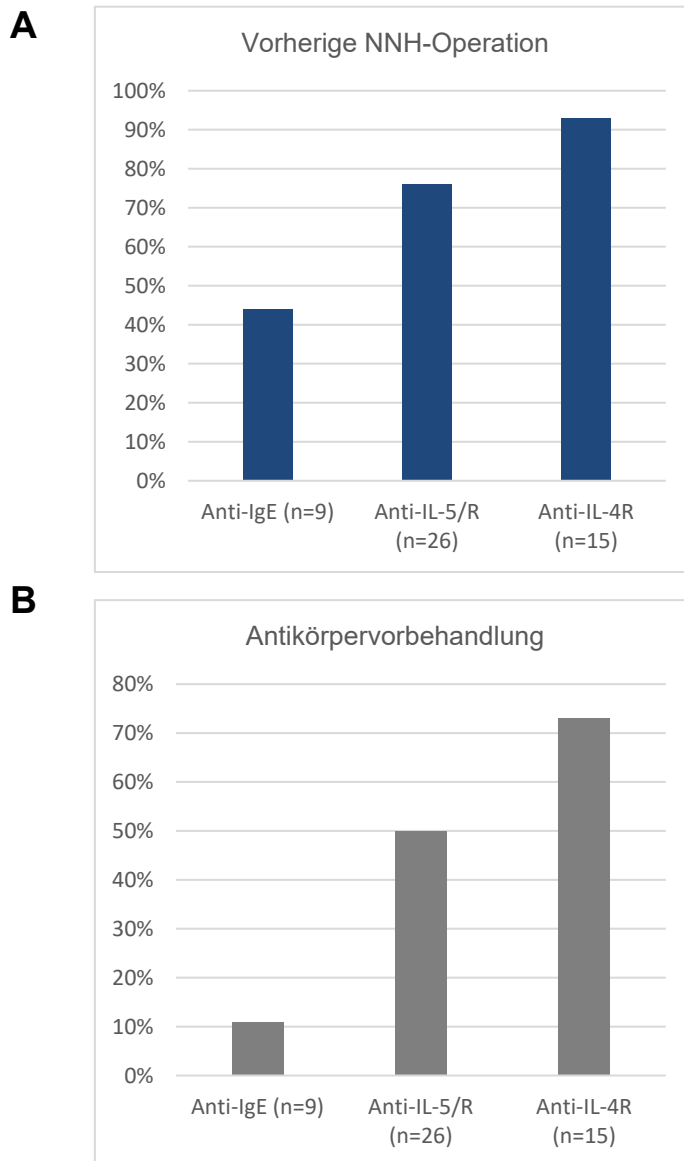 A
Vorherige NNH-Operation
100%
90%
80%
70%
60%
50%
40%
30%
20%
10%
0%
Anti-IgE (n=9) Anti-IL-5/R Anti-IL-4R
(n=26) (n=15)
B
Antikörpervorbehandlung
80%
70%
60%
50%
40%
30%
20%
10%
0%
Anti-IgE (n=9) Anti-IL-5/R Anti-IL-4R
(n=26) (n=15)